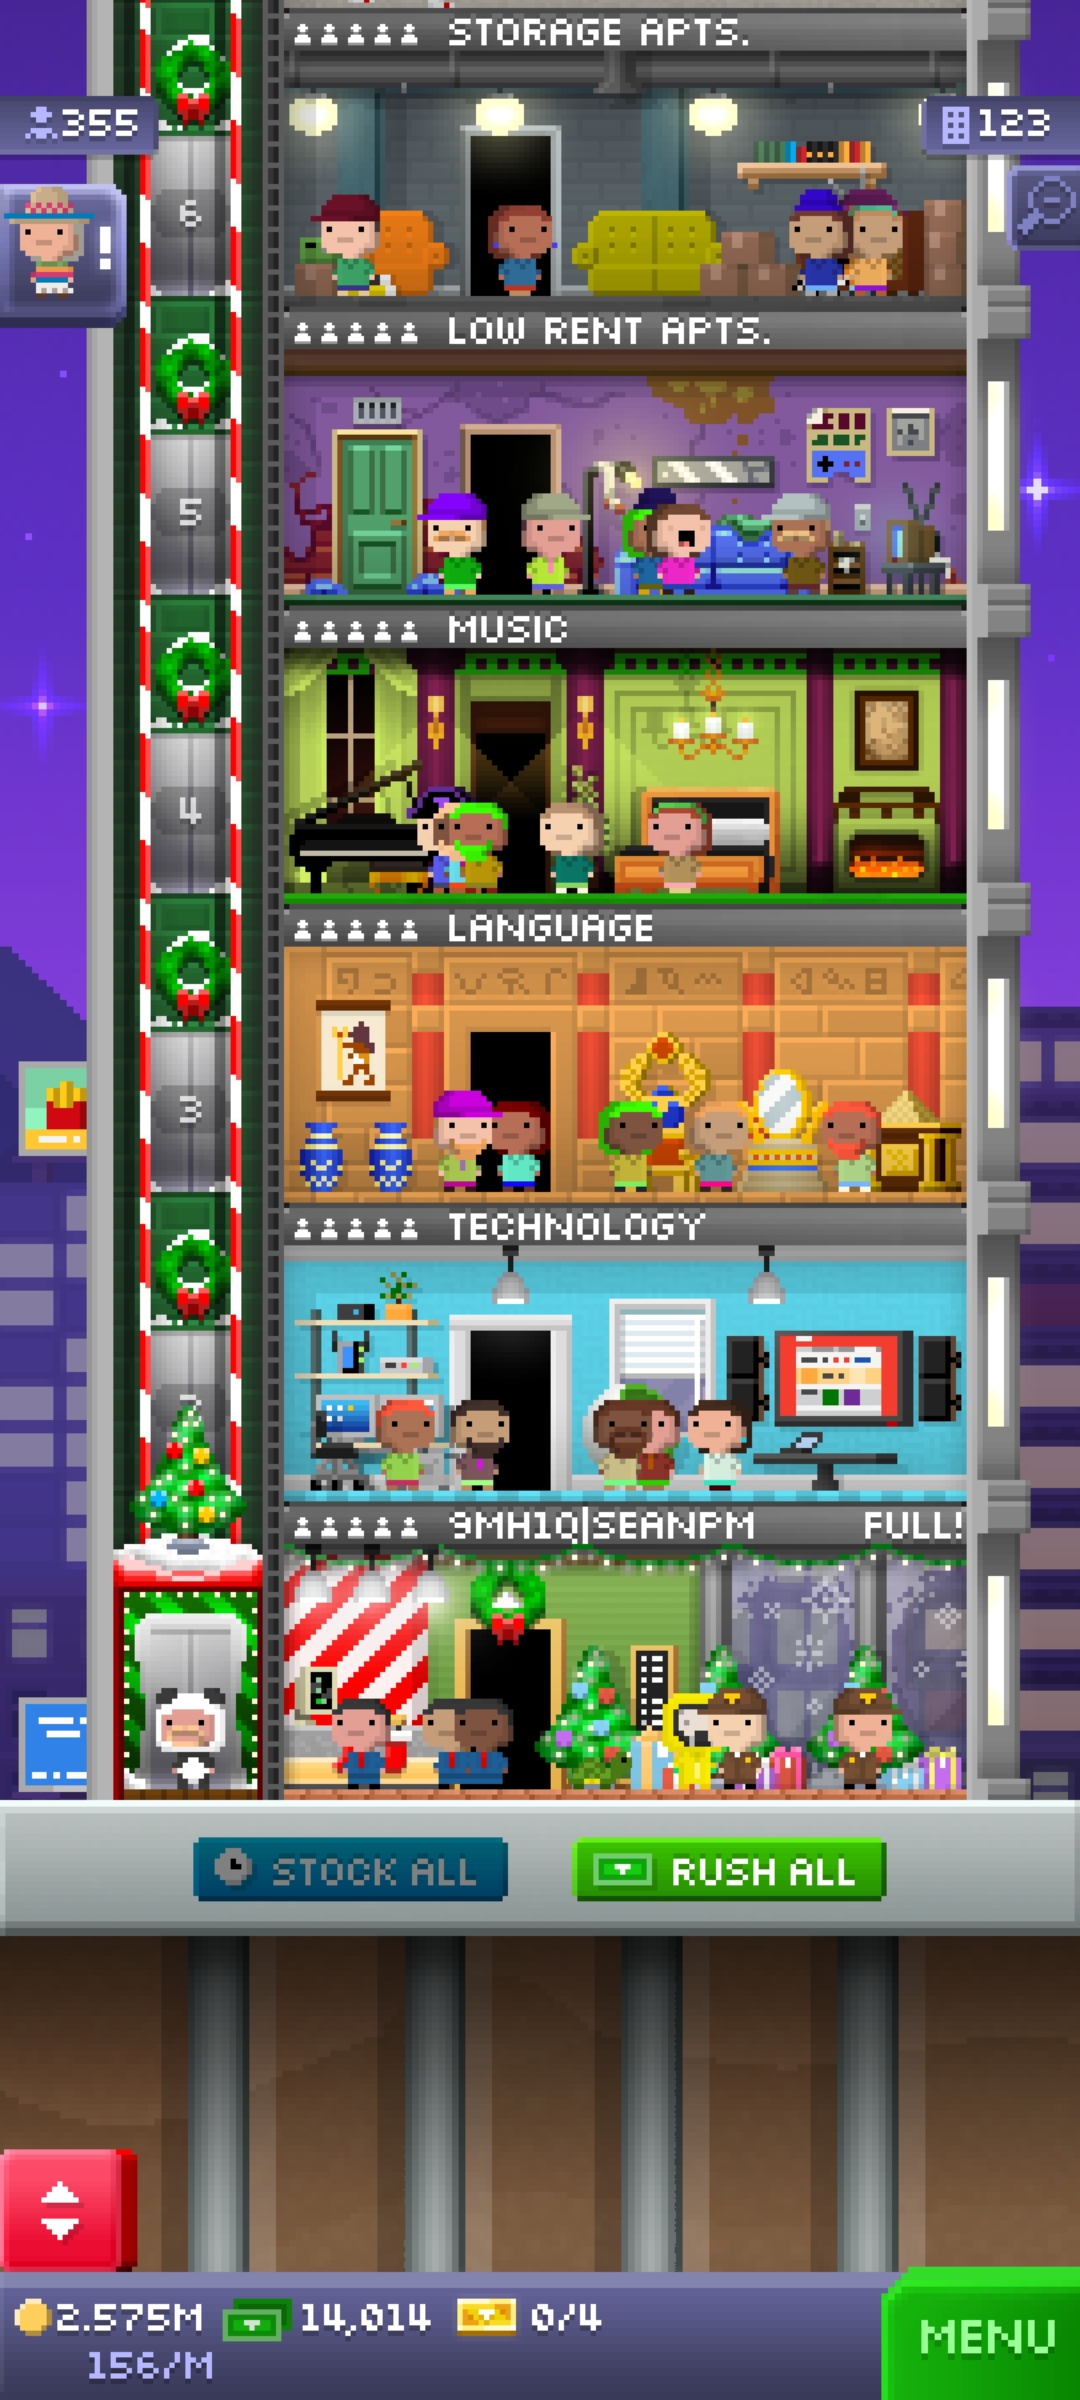 STORAGE APTS.
355
123
6
!
LOW RENT APTS.
5
MUSIC
4
LANGUAGE
3
TECHNOLOGY
9MH1Q|SEANPM FULL!
STOCK ALL
RUSH ALL
2.575M 14,014 0/4
156/M
MENU